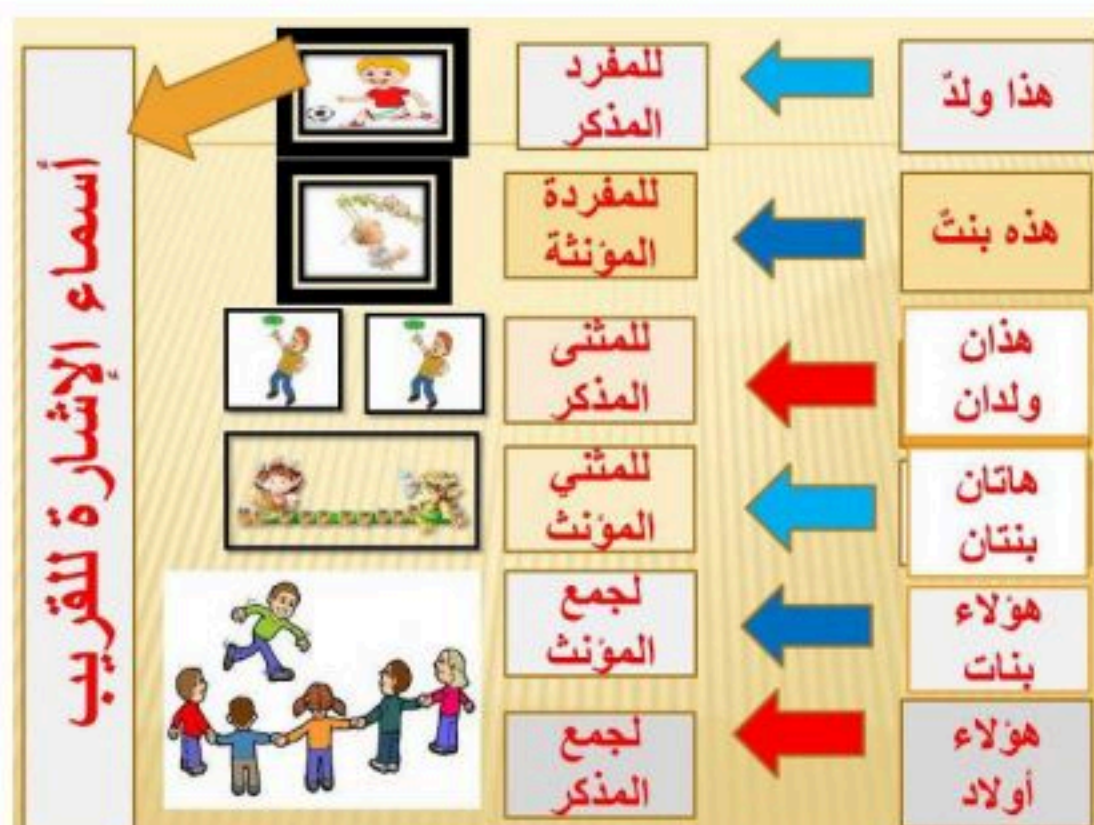 هذا ولدٌ
للمفرد
المذكر
هذه بنتٌ
للمفردة
المؤنثة
هذان
ولدان
للمثنى
المذكر
هاتان
بنتان
للمثني
المؤنث
هؤلاء
بنات
لجمع
المؤنث
هؤلاء
أولاد
لجمع
المذكر
أسماء الإشارة للقريب